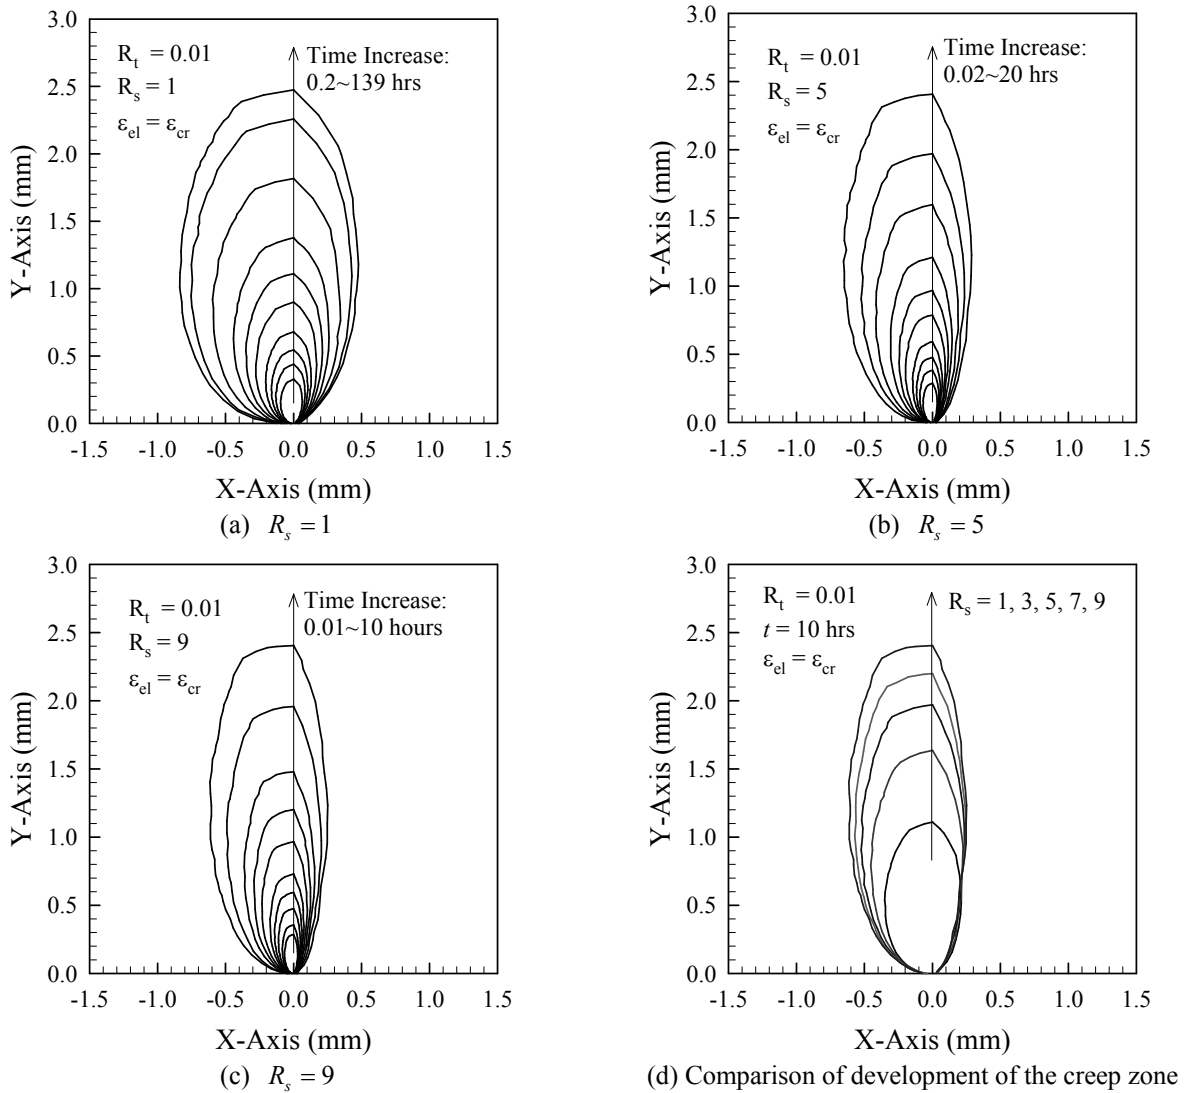 3.0
2.5
2.0
1.5
1.0
0.5
0.0
Y-Axis (mm)
R_t = 0.01
R_s = 1
ε_el = ε_cr
Time Increase:
0.2~139 hrs
-1.5 -1.0 -0.5 0.0 0.5 1.0 1.5
X-Axis (mm)
(a) R_s = 1
3.0
2.5
2.0
1.5
1.0
0.5
0.0
Y-Axis (mm)
R_t = 0.01
R_s = 5
ε_el = ε_cr
Time Increase:
0.02~20 hrs
-1.5 -1.0 -0.5 0.0 0.5 1.0 1.5
X-Axis (mm)
(b) R_s = 5
3.0
2.5
2.0
1.5
1.0
0.5
0.0
Y-Axis (mm)
R_t = 0.01
R_s = 9
ε_el = ε_cr
Time Increase:
0.01~10 hours
-1.5 -1.0 -0.5 0.0 0.5 1.0 1.5
X-Axis (mm)
(c) R_s = 9
3.0
2.5
2.0
1.5
1.0
0.5
0.0
Y-Axis (mm)
R_t = 0.01
t = 10 hrs
ε_el = ε_cr
R_s = 1, 3, 5, 7, 9
-1.5 -1.0 -0.5 0.0 0.5 1.0 1.5
X-Axis (mm)
(d) Comparison of development of the creep zone